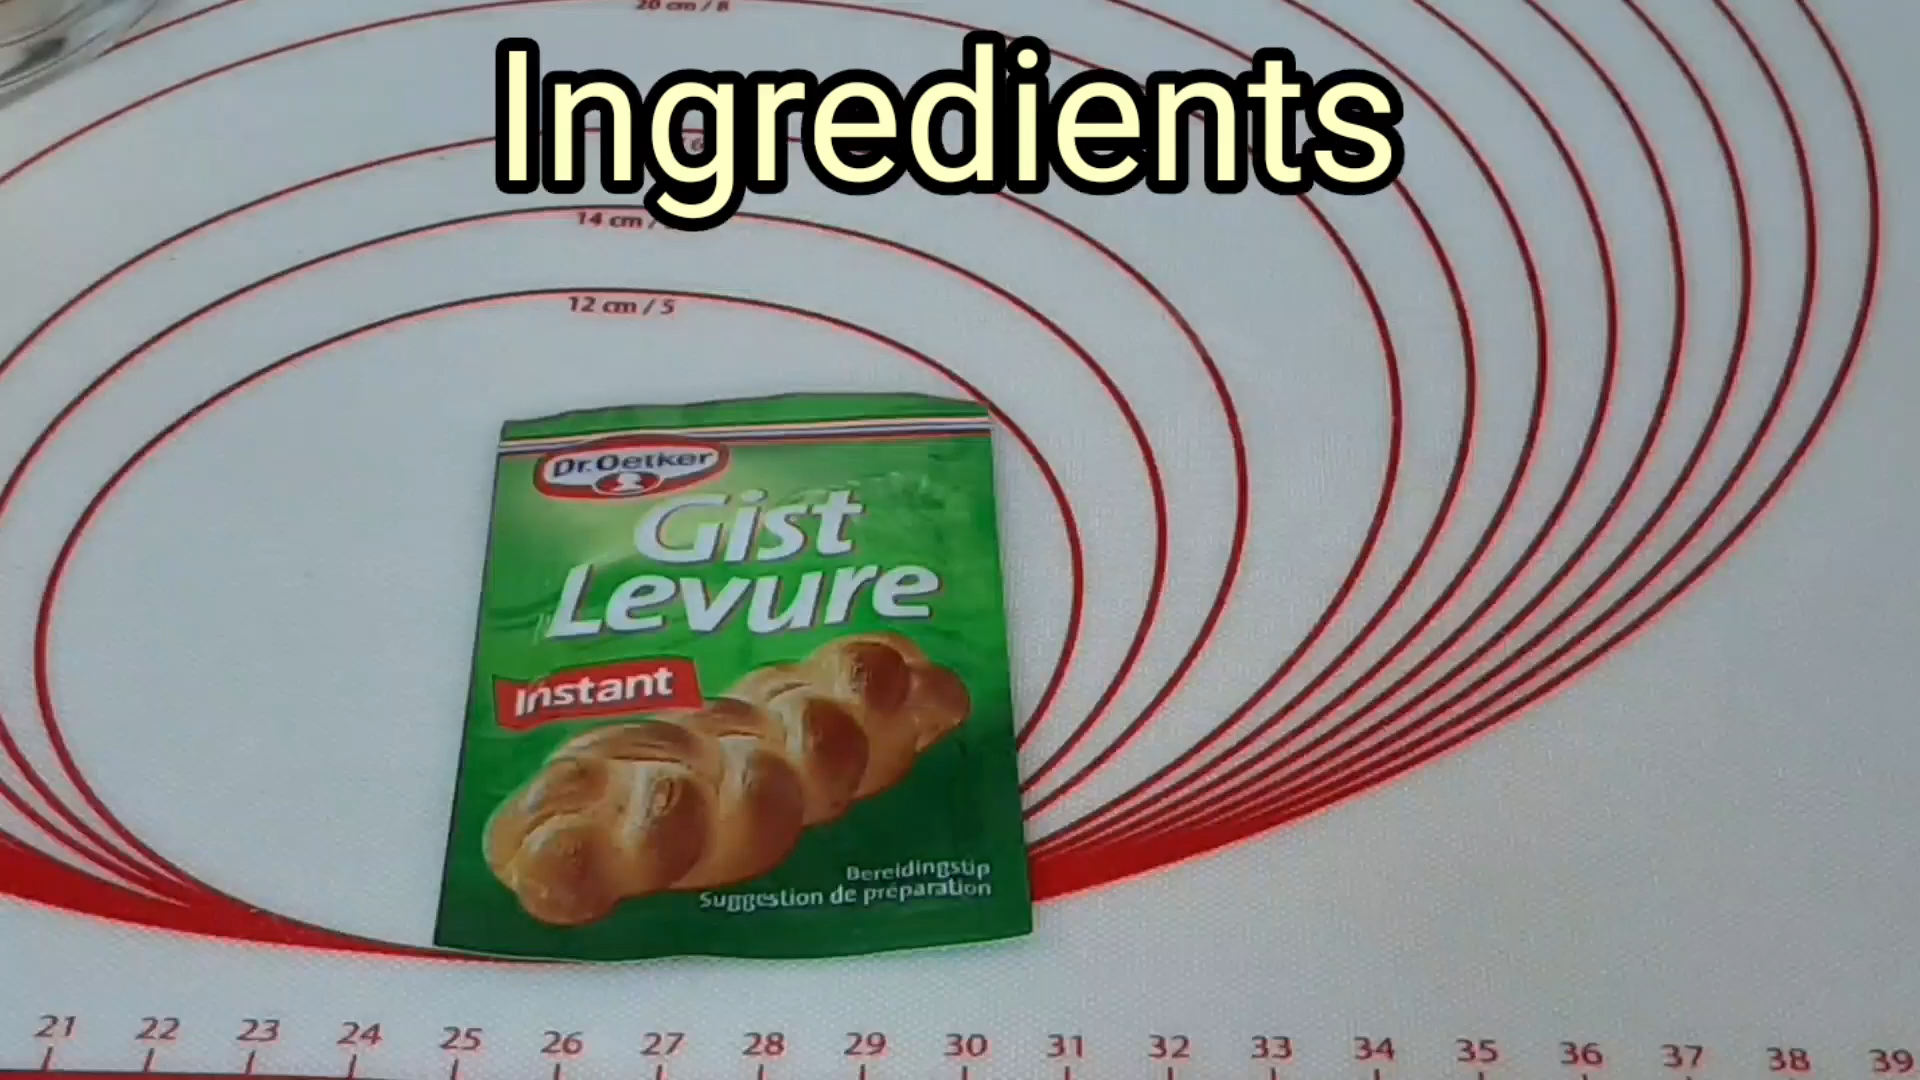 20 cm / 8
Ingredients
14 cm /
12 cm / 5
Dr. Oetker
Gist
Levure
Instant
Bereidingstip
Suggestion de préparation
21 22 23 24 25 26 27 28 29 30 31 32 33 34 35 36 37 38 39